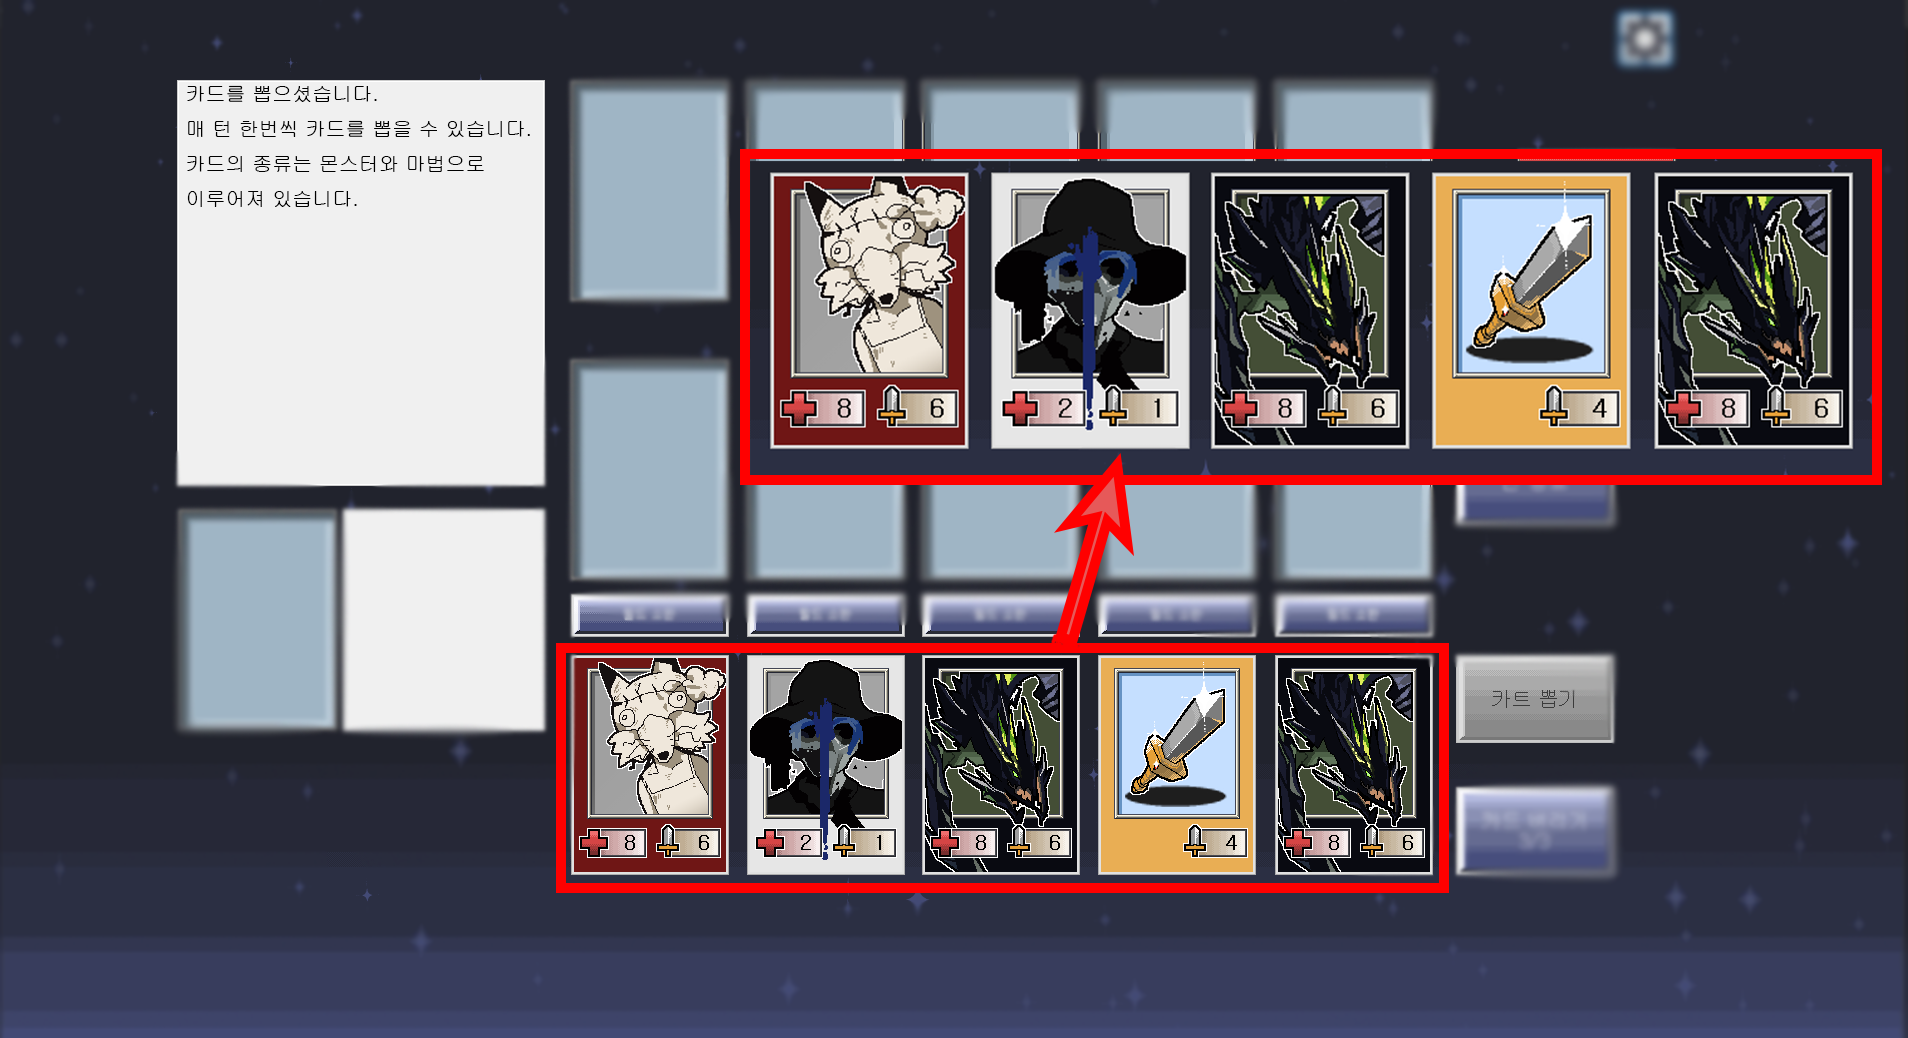 카드를 뽑으셨습니다.
매 턴 한번씩 카드를 뽑을 수 있습니다.
카드의 종류는 몬스터와 마법으로
이루어져 있습니다.
8 6 2 1 8 6 4 8 6
8 6 2 1 8 6 4 8 6
카트 뽑기
3/3